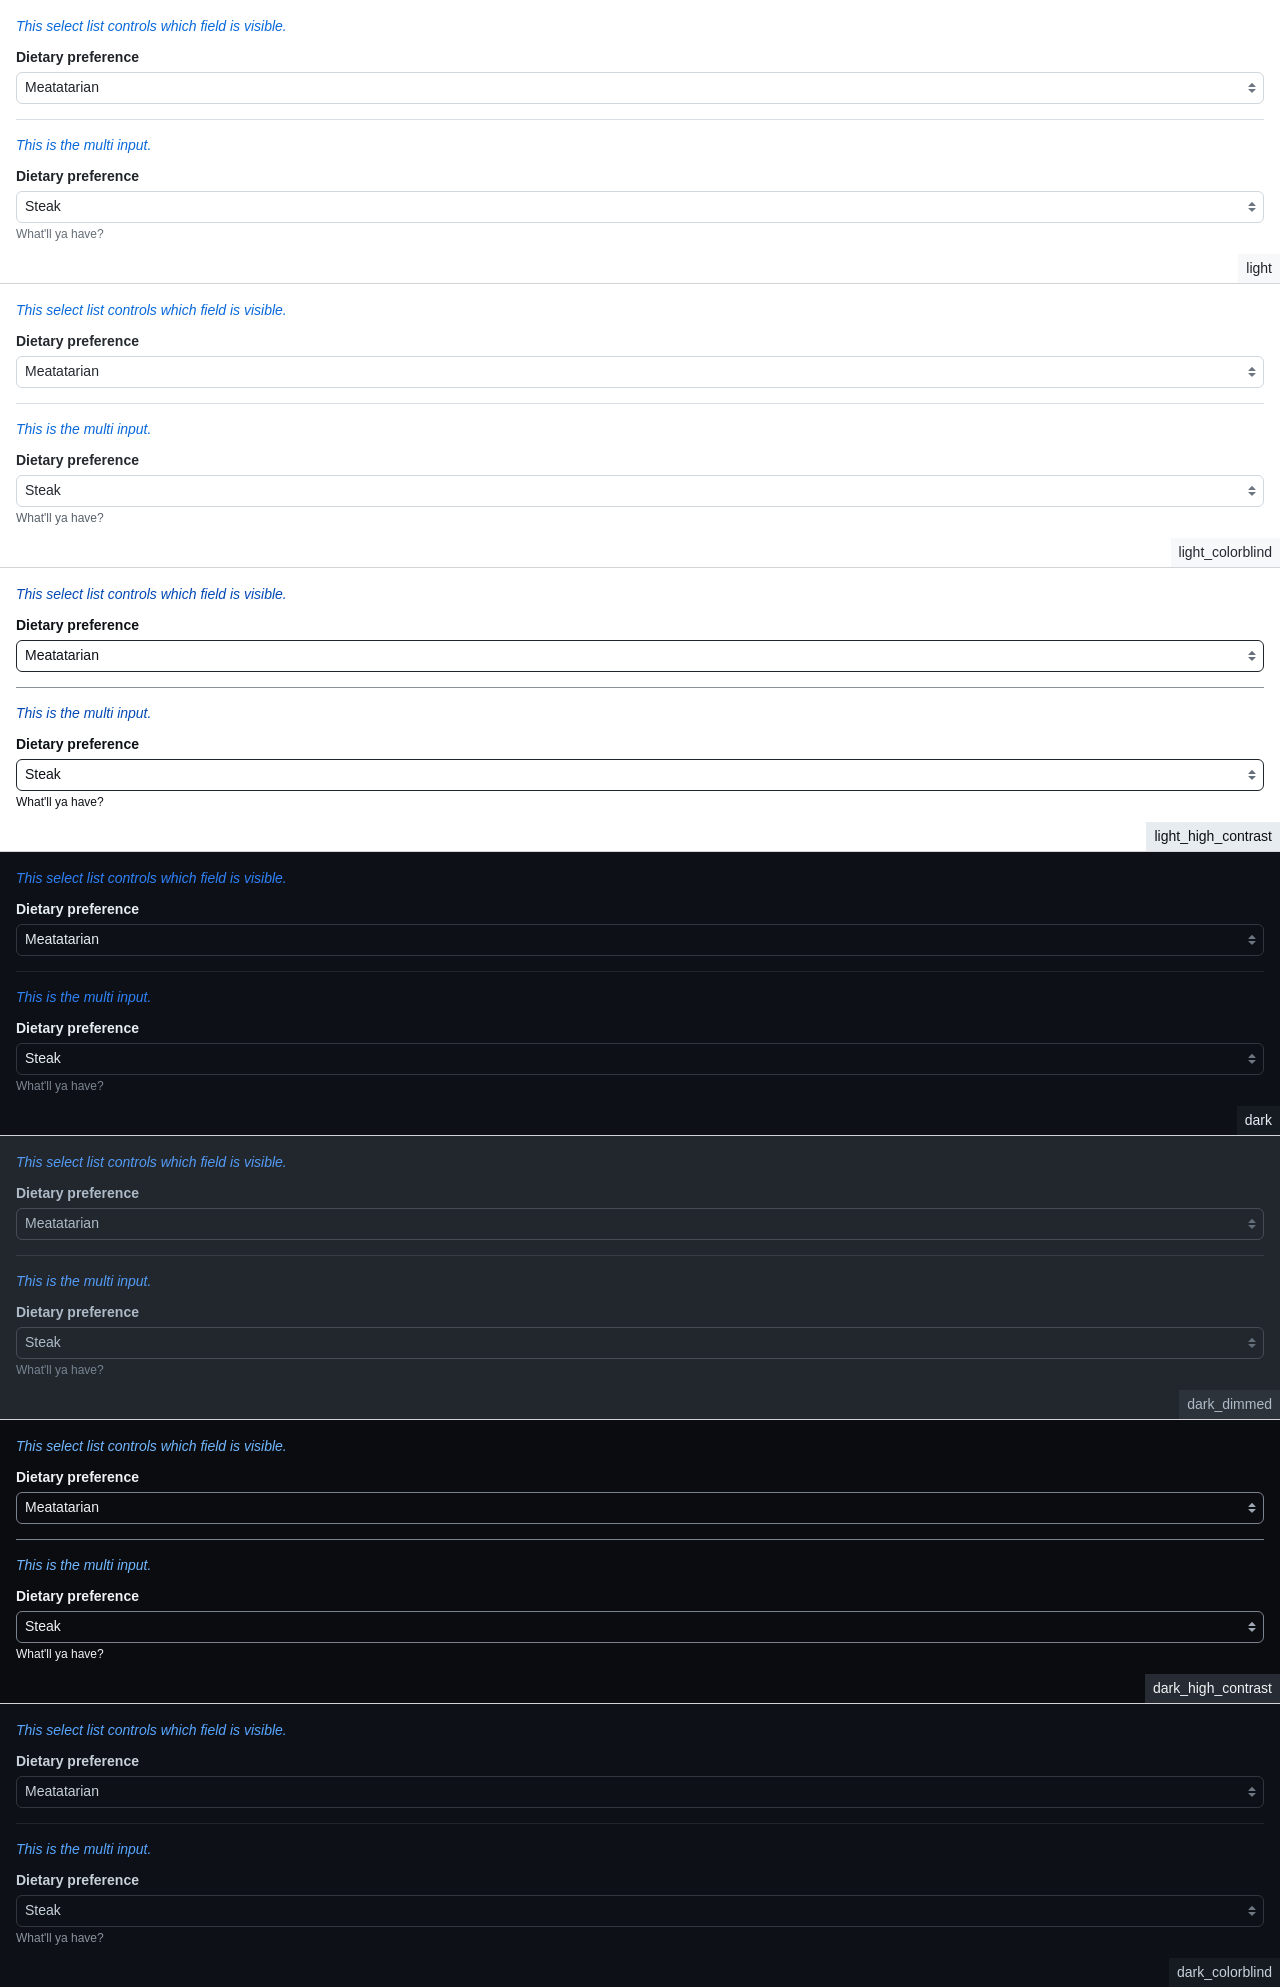 This select list controls which field is visible.
Dietary preference
Meatatarian
This is the multi input.
Dietary preference
Steak
What'll ya have?
light
This select list controls which field is visible.
Dietary preference
Meatatarian
This is the multi input.
Dietary preference
Steak
What'll ya have?
light_colorblind
This select list controls which field is visible.
Dietary preference
Meatatarian
This is the multi input.
Dietary preference
Steak
What'll ya have?
light_high_contrast
This select list controls which field is visible.
Dietary preference
Meatatarian
This is the multi input.
Dietary preference
Steak
What'll ya have?
dark
This select list controls which field is visible.
Dietary preference
Meatatarian
This is the multi input.
Dietary preference
Steak
What'll ya have?
dark_dimmed
This select list controls which field is visible.
Dietary preference
Meatatarian
This is the multi input.
Dietary preference
Steak
What'll ya have?
dark_high_contrast
This select list controls which field is visible.
Dietary preference
Meatatarian
This is the multi input.
Dietary preference
Steak
What'll ya have?
dark_colorblind